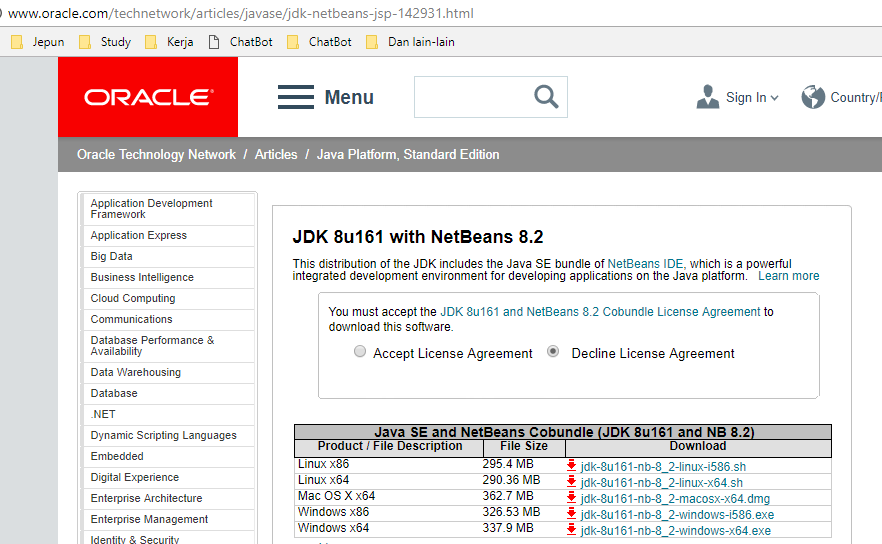 www.oracle.com/technetwork/articles/javase/jdk-netbeans-jsp-142931.html
Jepun Study Kerja ChatBot ChatBot Dan lain-lain
ORACLE®
Menu
Sign In
Oracle Technology Network / Articles / Java Platform, Standard Edition
Application Development
Framework
Application Express
Big Data
Business Intelligence
Cloud Computing
Communications
Database Performance &
Availability
Data Warehousing
Database
.NET
Dynamic Scripting Languages
Embedded
Digital Experience
Enterprise Architecture
Enterprise Management
Identity & Security
JDK 8u161 with NetBeans 8.2
This distribution of the JDK includes the Java SE bundle of NetBeans IDE, which is a powerful
integrated development environment for developing applications on the Java platform. Learn more
You must accept the JDK 8u161 and NetBeans 8.2 Cobundle License Agreement to
download this software.
Accept License Agreement Decline License Agreement
Java SE and NetBeans Cobundle (JDK 8u161 and NB 8.2)
Product / File Description File Size Download
Linux x86 295.4 MB jdk-8u161-nb-8_2-linux-i586.sh
Linux x64 290.36 MB jdk-8u161-nb-8_2-linux-x64.sh
Mac OS X x64 362.7 MB jdk-8u161-nb-8_2-macosx-x64.dmg
Windows x86 326.53 MB jdk-8u161-nb-8_2-windows-i586.exe
Windows x64 337.9 MB jdk-8u161-nb-8_2-windows-x64.exe